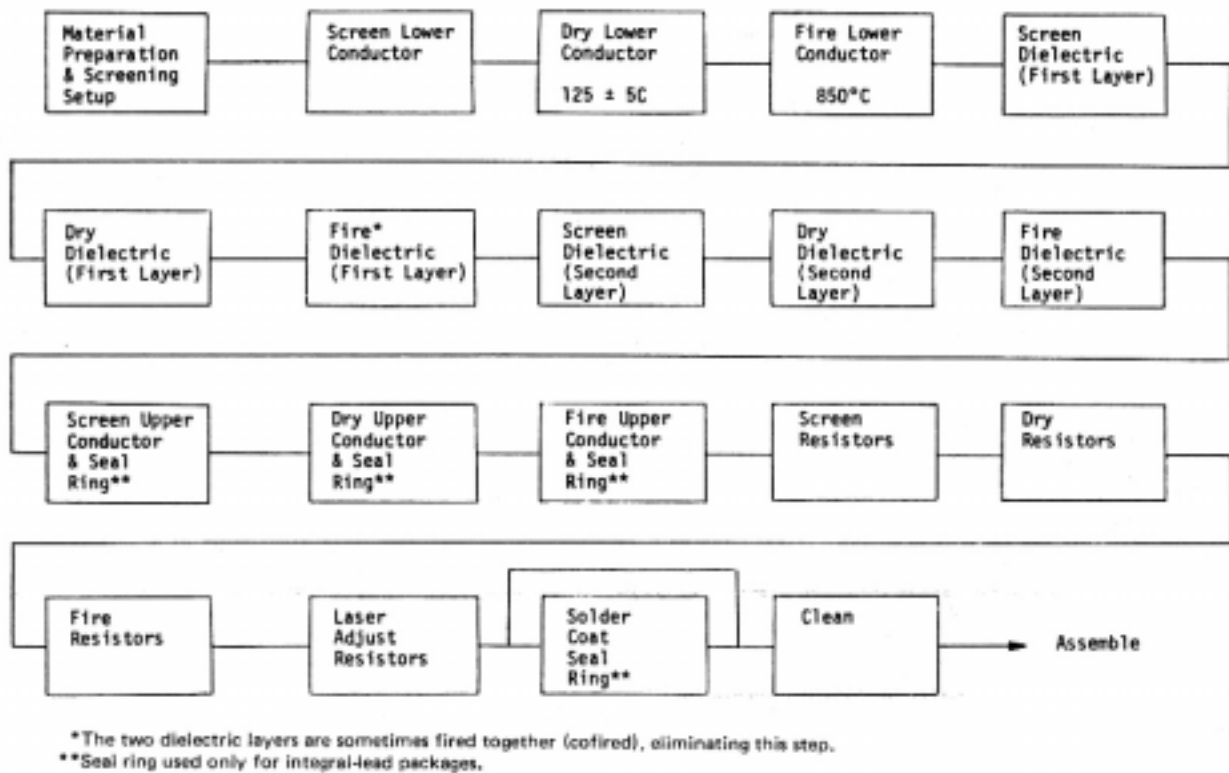 Material
Preparation
& Screening
Setup
Screen Lower
Conductor
Dry Lower
Conductor
125 ± 5C
Fire Lower
Conductor
850°C
Screen
Dielectric
(First Layer)
Dry
Dielectric
(First Layer)
Fire*
Dielectric
(First Layer)
Screen
Dielectric
(Second
Layer)
Dry
Dielectric
(Second
Layer)
Fire
Dielectric
(Second
Layer)
Screen Upper
Conductor
& Seal
Ring**
Dry Upper
Conductor
& Seal
Ring**
Fire Upper
Conductor
& Seal
Ring**
Screen
Resistors
Dry
Resistors
Fire
Resistors
Laser
Adjust
Resistors
Solder
Coat
Seal
Ring**
Clean
Assemble
*The two dielectric layers are sometimes fired together (cofired), eliminating this step.
**Seal ring used only for integral-lead packages.